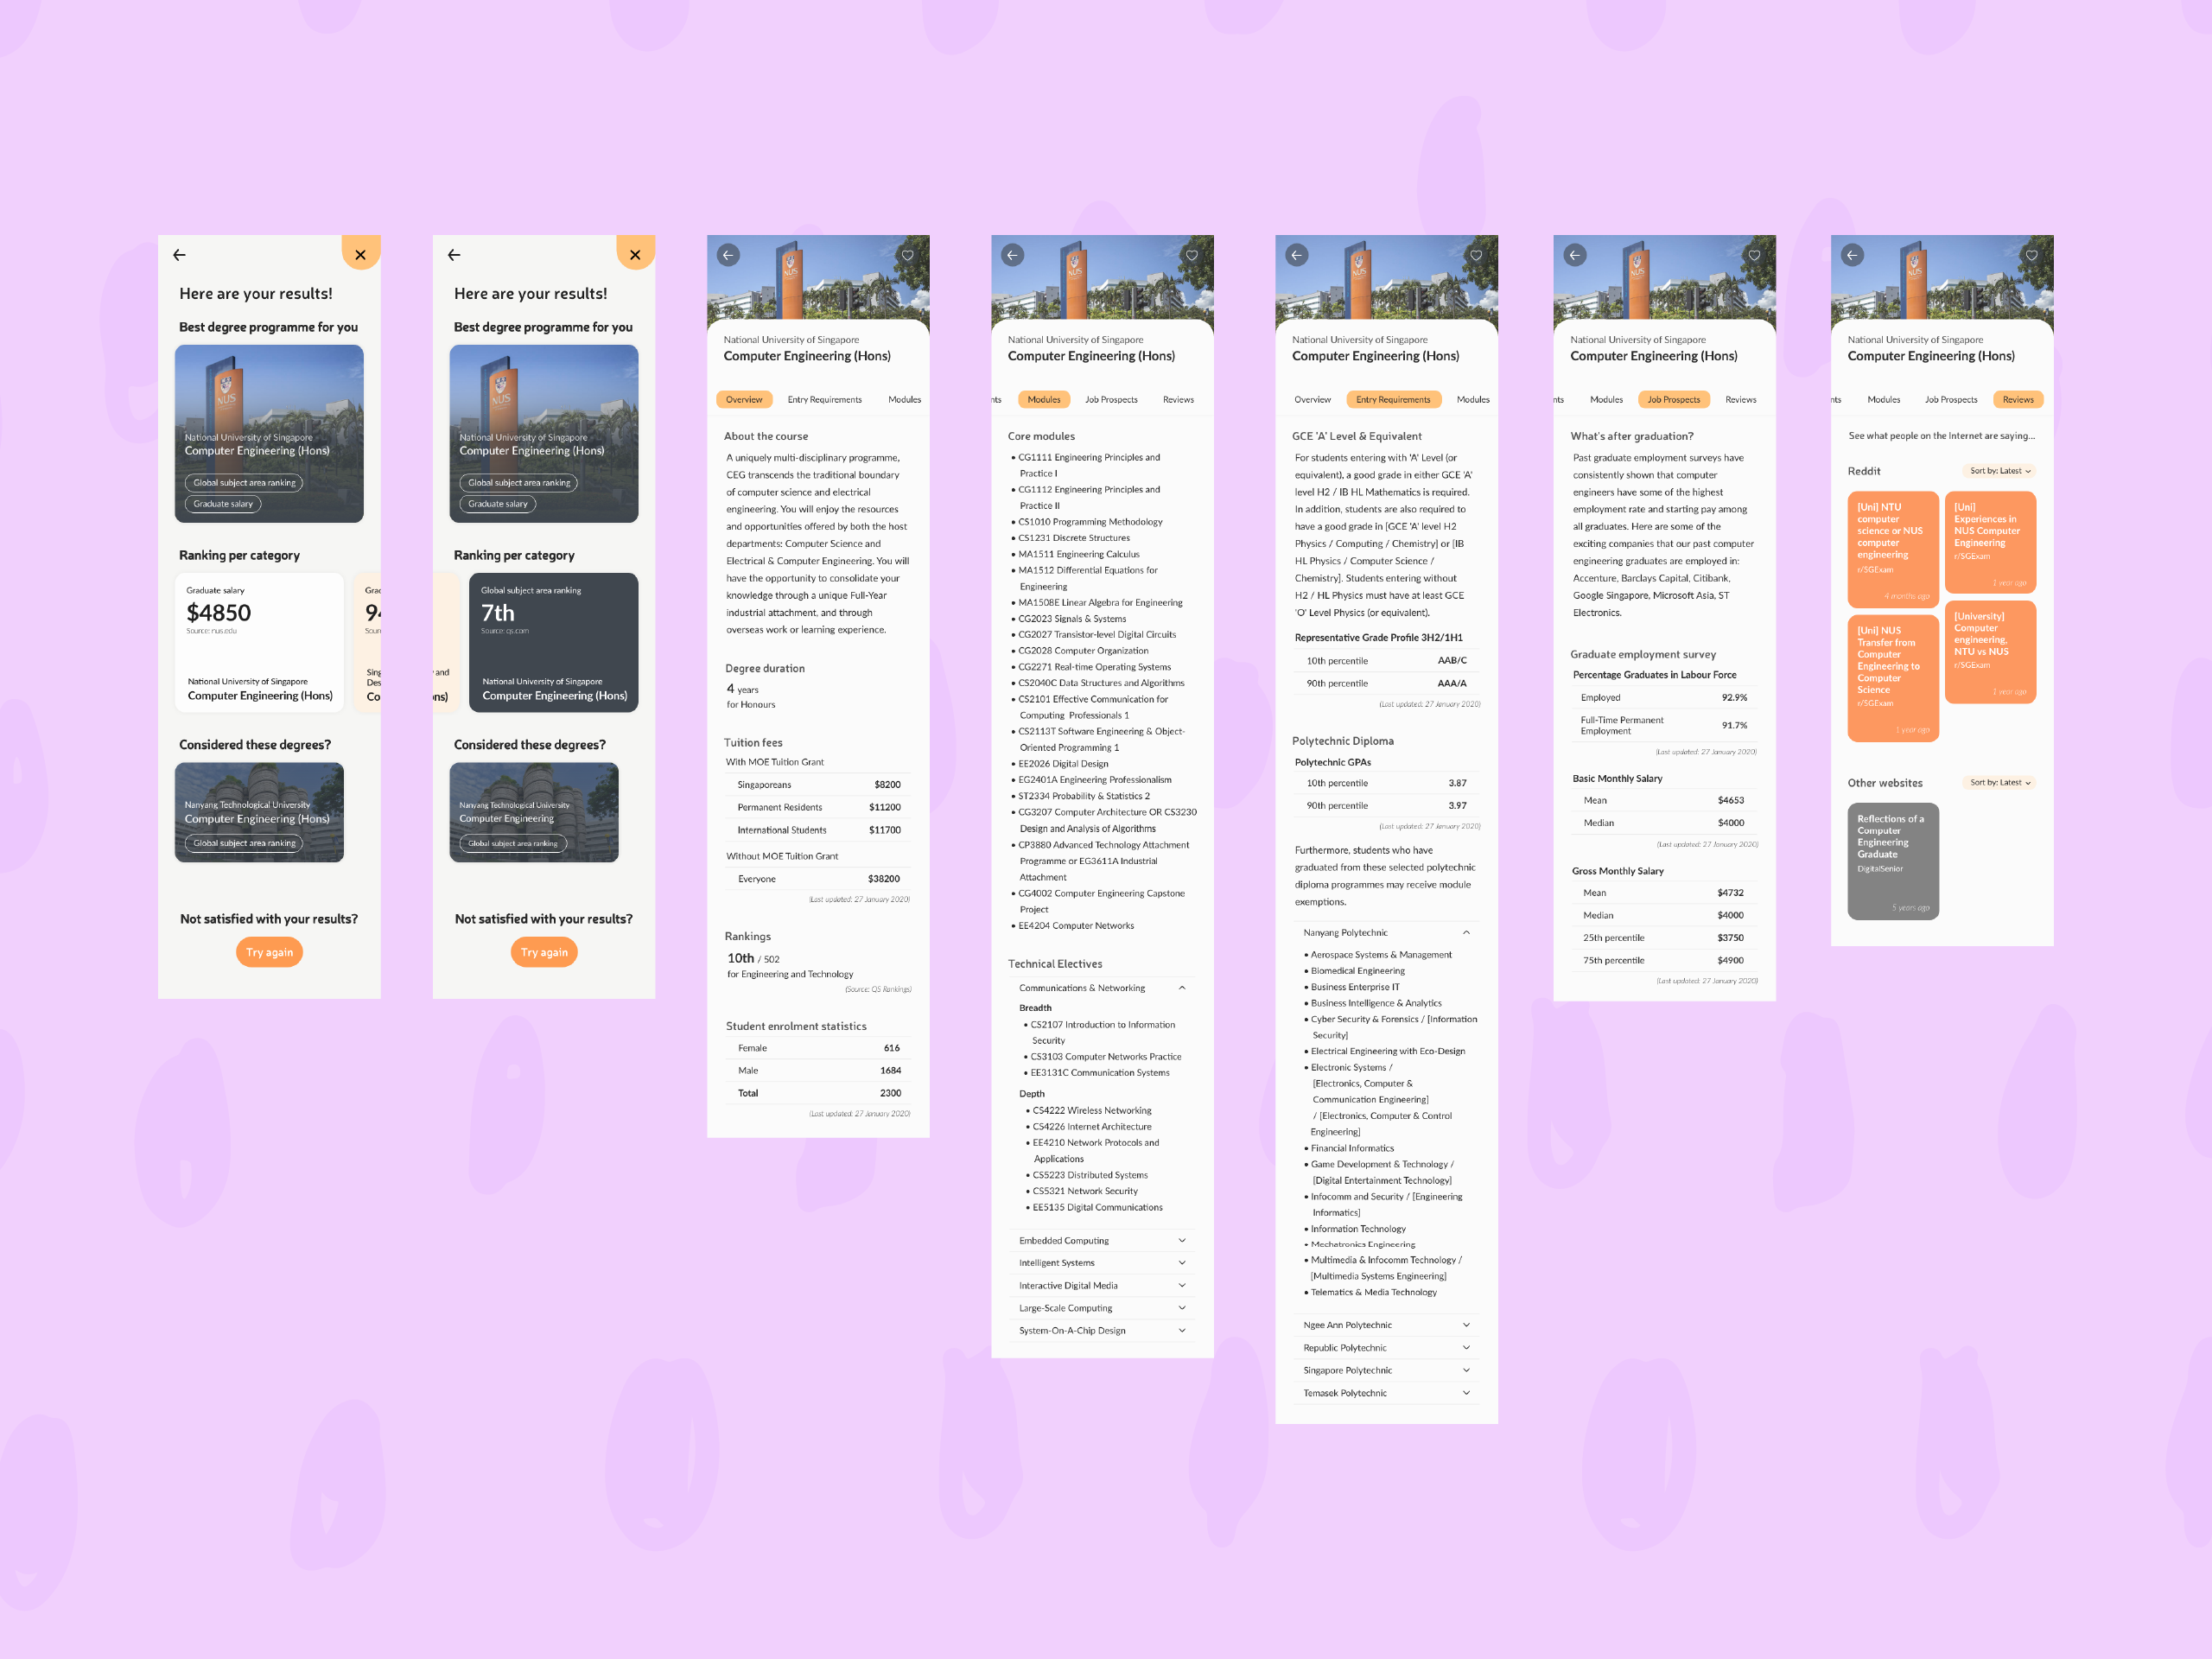 Here are your results!
Best degree programme for you
NUS
National University of Singapore
Computer Engineering (Hons)
Global subject area ranking
Graduate salary
Ranking per category
Graduate salary
$4850
Source: nus.edu
National University of Singapore
Computer Engineering (Hons)
Considered these degrees?
Nanyang Technological University
Computer Engineering (Hons)
Global subject area ranking
Not satisfied with your results?
Try again
Here are your results!
Best degree programme for you
NUS
National University of Singapore
Computer Engineering (Hons)
Global subject area ranking
Graduate salary
Ranking per category
Global subject area ranking
7th
Source: qs.com
National University of Singapore
Computer Engineering (Hons)
Considered these degrees?
Nanyang Technological University
Computer Engineering
Global subject area ranking
Not satisfied with your results?
Try again
NUS
National University of Singapore
Computer Engineering (Hons)
Overview Entry Requirements Modules
About the course
A uniquely multi-disciplinary programme,
CEG transcends the traditional boundary
of computer science and electrical
engineering. You will enjoy the resources
and opportunities offered by both the host
departments: Computer Science and
Electrical & Computer Engineering. You will
have the opportunity to consolidate your
knowledge through a unique Full-Year
industrial attachment, and through
overseas work or learning experience.
Degree duration
4 years
for Honours
Tuition fees
With MOE Tuition Grant
Singaporeans $8200
Permanent Residents $11200
International Students $11700
Without MOE Tuition Grant
Everyone $38200
(Last updated: 27 January 2020)
Rankings
10th / 502
for Engineering and Technology
(Source: QS Rankings)
Student enrolment statistics
Female 616
Male 1684
Total 2300
(Last updated: 27 January 2020)
NUS
National University of Singapore
Computer Engineering (Hons)
nts Modules Job Prospects Reviews
Core modules
• CG1111 Engineering Principles and
Practice I
• CG1112 Engineering Principles and
Practice II
• CS1010 Programming Methodology
• CS1231 Discrete Structures
• MA1511 Engineering Calculus
• MA1512 Differential Equations for
Engineering
• MA1508E Linear Algebra for Engineering
• CG2023 Signals & Systems
• CG2027 Transistor-level Digital Circuits
• CG2028 Computer Organization
• CG2271 Real-time Operating Systems
• CS2040C Data Structures and Algorithms
• CS2101 Effective Communication for
Computing Professionals 1
• CS2113T Software Engineering & Object-
Oriented Programming 1
• EE2026 Digital Design
• EG2401A Engineering Professionalism
• ST2334 Probability & Statistics 2
• CG3207 Computer Architecture OR CS3230
Design and Analysis of Algorithms
• CP3880 Advanced Technology Attachment
Programme or EG3611A Industrial
Attachment
• CG4002 Computer Engineering Capstone
Project
• EE4204 Computer Networks
Technical Electives
Communications & Networking
Breadth
• CS2107 Introduction to Information
Security
• CS3103 Computer Networks Practice
• EE3131C Communication Systems
Depth
• CS4222 Wireless Networking
• CS4226 Internet Architecture
• EE4210 Network Protocols and
Applications
• CS5223 Distributed Systems
• CS5321 Network Security
• EE5135 Digital Communications
Embedded Computing
Intelligent Systems
Interactive Digital Media
Large-Scale Computing
System-On-A-Chip Design
NUS
National University of Singapore
Computer Engineering (Hons)
Overview Entry Requirements Modules
GCE 'A' Level & Equivalent
For students entering with 'A' Level (or
equivalent), a good grade in either GCE 'A'
level H2 / IB HL Mathematics is required.
In addition, students are also required to
have a good grade in [GCE 'A' level H2
Physics / Computing / Chemistry] or [IB
HL Physics / Computer Science /
Chemistry]. Students entering without
H2 / HL Physics must have at least GCE
'O' Level Physics (or equivalent).
Representative Grade Profile 3H2/1H1
10th percentile AAB/C
90th percentile AAA/A
(Last updated: 27 January 2020)
Polytechnic Diploma
Polytechnic GPAs
10th percentile 3.87
90th percentile 3.97
(Last updated: 27 January 2020)
Furthermore, students who have
graduated from these selected polytechnic
diploma programmes may receive module
exemptions.
Nanyang Polytechnic
• Aerospace Systems & Management
• Biomedical Engineering
• Business Enterprise IT
• Business Intelligence & Analytics
• Cyber Security & Forensics / [Information
Security]
• Electrical Engineering with Eco-Design
• Electronic Systems /
[Electronics, Computer &
Communication Engineering]
/ [Electronics, Computer & Control
Engineering]
• Financial Informatics
• Game Development & Technology /
[Digital Entertainment Technology]
• Infocomm and Security / [Engineering
Informatics]
• Information Technology
• Mechatronics Engineering
• Multimedia & Infocomm Technology /
[Multimedia Systems Engineering]
• Telematics & Media Technology
Ngee Ann Polytechnic
Republic Polytechnic
Singapore Polytechnic
Temasek Polytechnic
NUS
National University of Singapore
Computer Engineering (Hons)
nts Modules Job Prospects Reviews
What's after graduation?
Past graduate employment surveys have
consistently shown that computer
engineers have some of the highest
employment rate and starting pay among
all graduates. Here are some of the
exciting companies that our past computer
engineering graduates are employed in:
Accenture, Barclays Capital, Citibank,
Google Singapore, Microsoft Asia, ST
Electronics.
Graduate employment survey
Percentage Graduates in Labour Force
Employed 92.9%
Full-Time Permanent
Employment 91.7%
(Last updated: 27 January 2020)
Basic Monthly Salary
Mean $4653
Median $4000
(Last updated: 27 January 2020)
Gross Monthly Salary
Mean $4732
Median $4000
25th percentile $3750
75th percentile $4900
(Last updated: 27 January 2020)
NUS
National University of Singapore
Computer Engineering (Hons)
nts Modules Job Prospects Reviews
See what people on the Internet are saying...
Reddit Sort by: Latest
[Uni] NTU
computer
science or NUS
computer
engineering
r/SGExam
4 months ago
[Uni]
Experiences in
NUS Computer
Engineering
r/SGExam
1 year ago
[Uni] NUS
Transfer from
Computer
Engineering to
Computer
Science
r/SGExam
1 year ago
[University]
Computer
engineering,
NTU vs NUS
r/SGExam
1 year ago
Other websites Sort by: Latest
Reflections of a
Computer
Engineering
Graduate
DigitalSenior
5 years ago